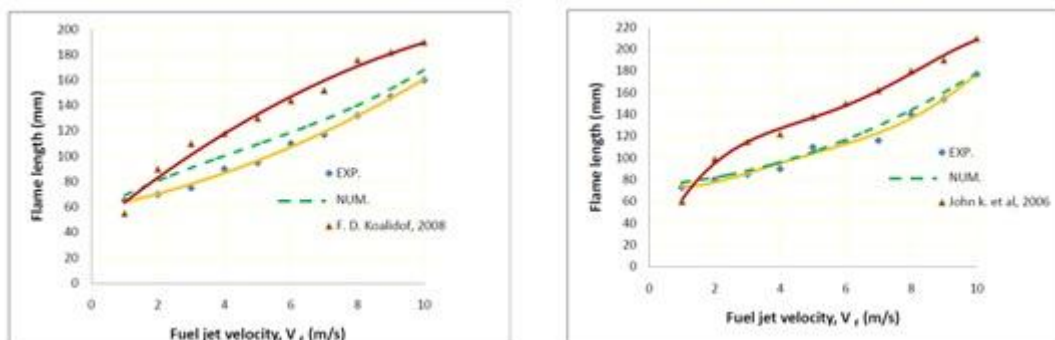 200
180
160
140
120
100
80
60
40
20
0
0 2 4 6 8 10
Flame length (mm)
Fuel jet velocity, V f (m/s)
EXP.
NUM.
F. D. Koalidof, 2008
220
200
180
160
140
120
100
80
60
40
20
0
0 2 4 6 8 10
Flame length (mm)
Fuel jet velocity, V f (m/s)
EXP.
NUM.
John k. et al, 2006